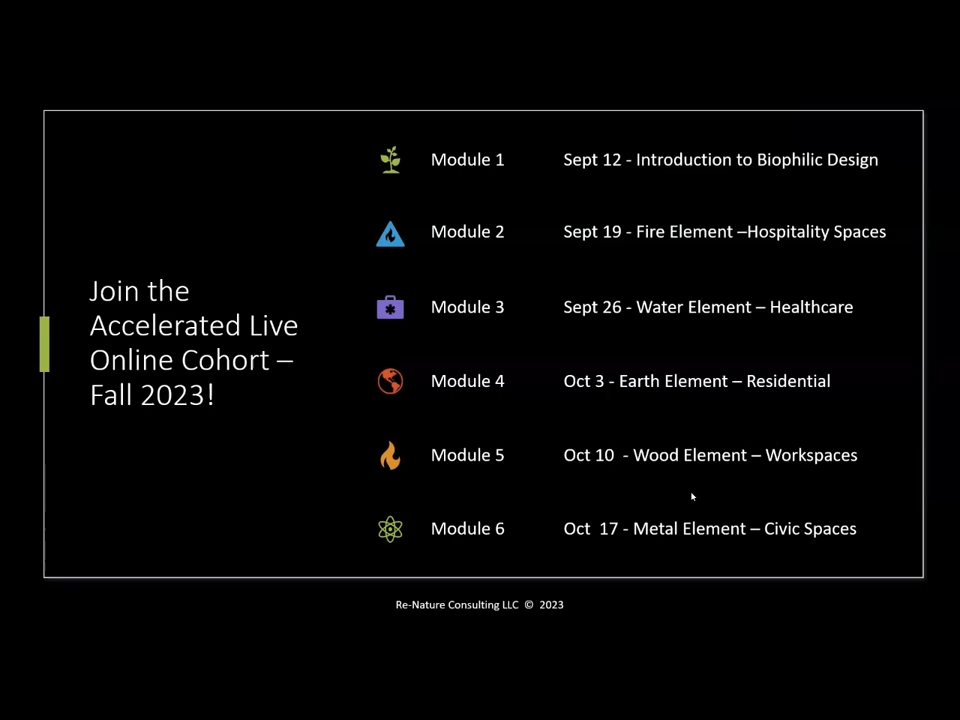 Join the
Accelerated Live
Online Cohort –
Fall 2023!
Module 1 Sept 12 - Introduction to Biophilic Design
Module 2 Sept 19 - Fire Element –Hospitality Spaces
Module 3 Sept 26 - Water Element – Healthcare
Module 4 Oct 3 - Earth Element – Residential
Module 5 Oct 10  - Wood Element – Workspaces
Module 6 Oct  17 - Metal Element – Civic Spaces
Re-Nature Consulting LLC © 2023